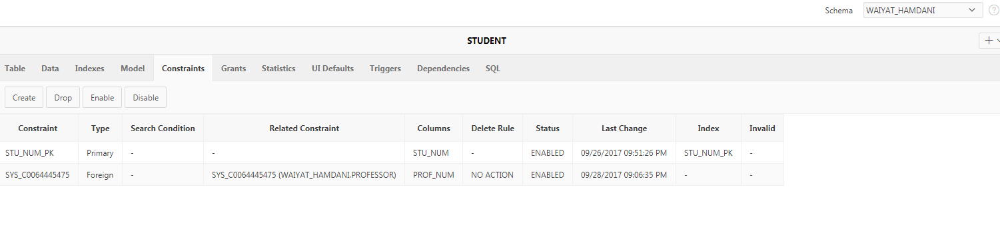 Schema WAIYAT_HAMDANI
STUDENT
Table Data Indexes Model Constraints Grants Statistics UI Defaults Triggers Dependencies SQL
Create Drop Enable Disable
Constraint Type Search Condition Related Constraint Columns Delete Rule Status Last Change Index Invalid
STU_NUM_PK Primary - - STU_NUM - ENABLED 09/26/2017 09:51:26 PM STU_NUM_PK -
SYS_C0064445475 Foreign - SYS_C0064445475 (WAIYAT_HAMDANI.PROFESSOR) PROF_NUM NO ACTION ENABLED 09/28/2017 09:06:35 PM - -